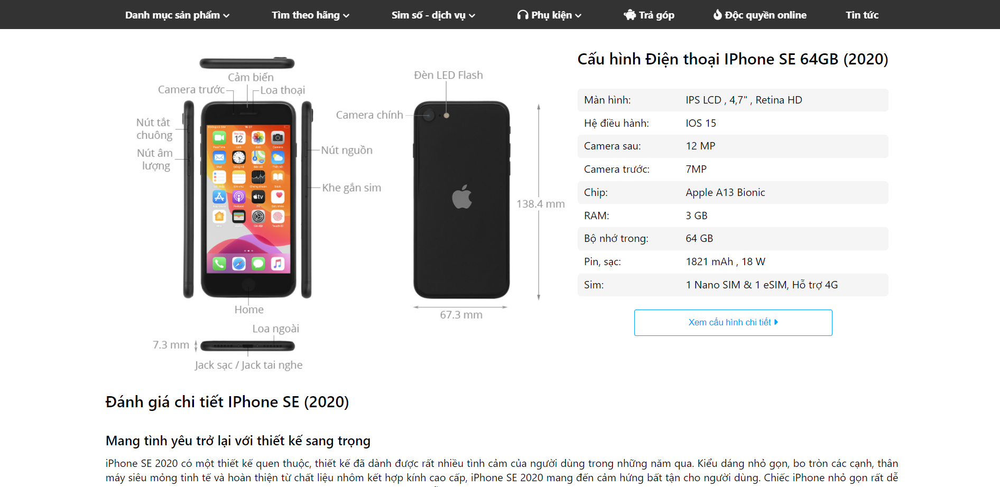 Danh mục sản phẩm
Tìm theo hãng
Sim số - dịch vụ
Phụ kiện
Trả góp
Độc quyền online
Tin tức
Cảm biến
Camera trước
Loa thoại
Nút tắt
chuông
Nút âm
lượng
Nút nguồn
Khe gắn sim
Home
Loa ngoài
7.3 mm
Jack sạc / Jack tai nghe
Đèn LED Flash
Camera chính
138.4 mm
67.3 mm
16:27
12
tv
Cấu hình Điện thoại IPhone SE 64GB (2020)
Màn hình: IPS LCD , 4,7" , Retina HD
Hệ điều hành: IOS 15
Camera sau: 12 MP
Camera trước: 7MP
Chip: Apple A13 Bionic
RAM: 3 GB
Bộ nhớ trong: 64 GB
Pin, sạc: 1821 mAh , 18 W
Sim: 1 Nano SIM & 1 eSIM, Hỗ trợ 4G
Xem cấu hình chi tiết
Đánh giá chi tiết IPhone SE (2020)
Mang tình yêu trở lại với thiết kế sang trọng
iPhone SE 2020 có một thiết kế quen thuộc, thiết kế đã dành được rất nhiều tình cảm của người dùng trong những năm qua. Kiểu dáng nhỏ gọn, bo tròn các cạnh, thân
máy siêu mỏng tinh tế và hoàn thiện từ chất liệu nhôm kết hợp kính cao cấp, iPhone SE 2020 mang đến cảm hứng bất tận cho người dùng. Chiếc iPhone nhỏ gọn rất dễ